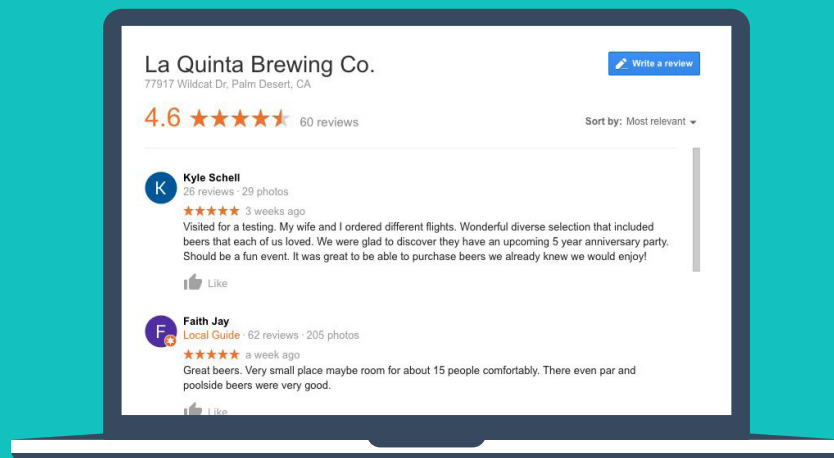 La Quinta Brewing Co.
Write a review
77917 Wildcat Dr, Palm Desert, CA
4.6 ★★★★★ 60 reviews
Sort by: Most relevant
K
Kyle Schell
26 reviews · 29 photos
★★★★★ 3 weeks ago
Visited for a testing. My wife and I ordered different flights. Wonderful diverse selection that included
beers that each of us loved. We were glad to discover they have an upcoming 5 year anniversary party.
Should be a fun event. It was great to be able to purchase beers we already knew we would enjoy!
Like
F
Faith Jay
Local Guide · 62 reviews · 205 photos
★★★★★ a week ago
Great beers. Very small place maybe room for about 15 people comfortably. There even par and
poolside beers were very good.
Like